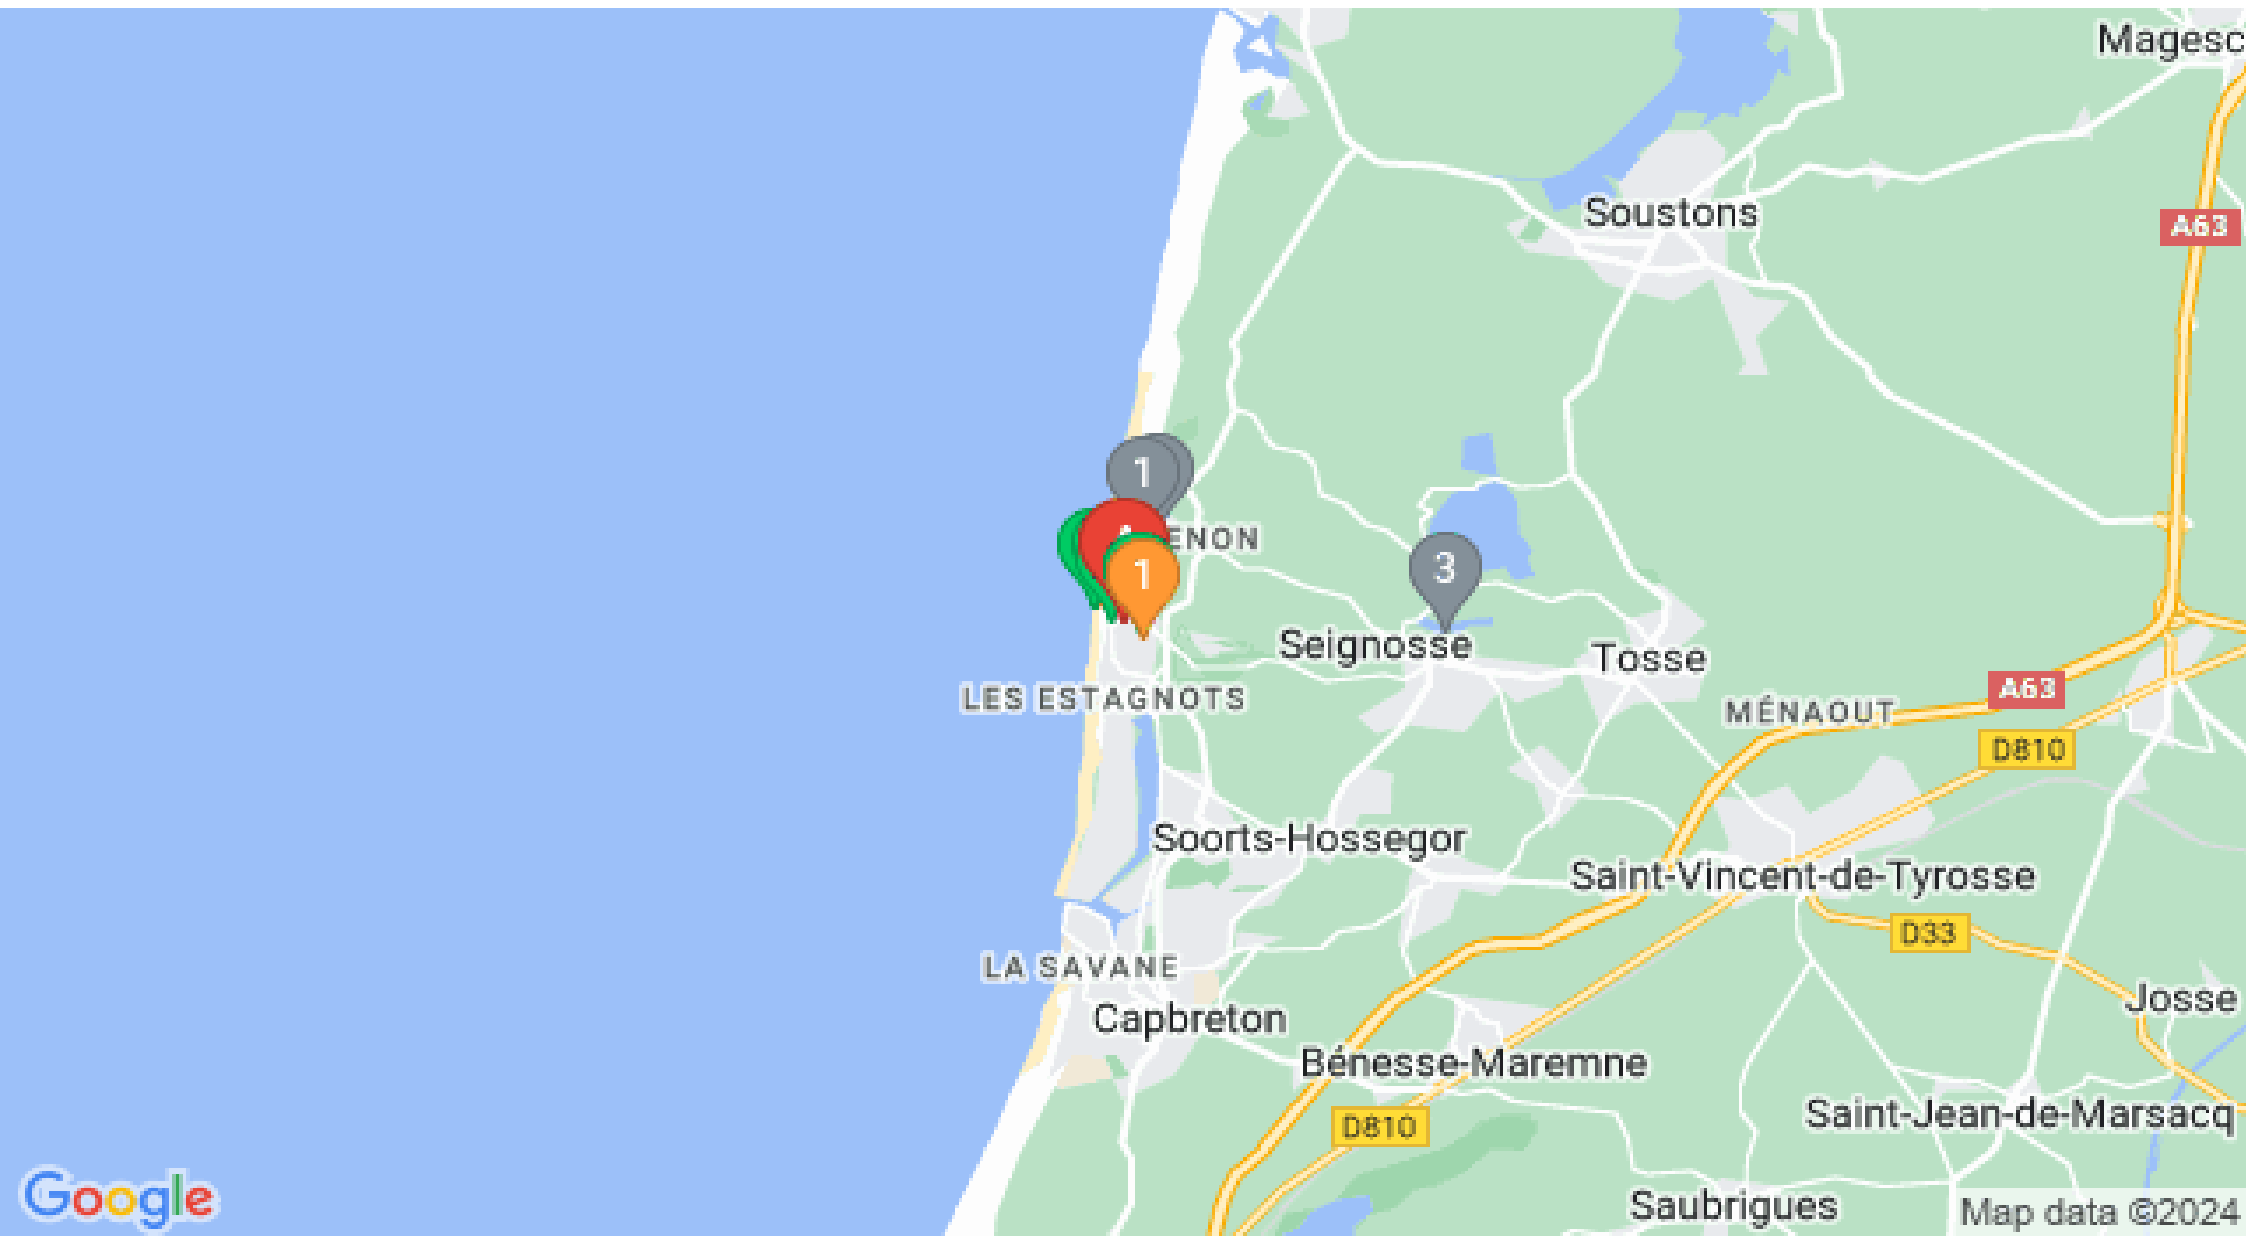 Magesc
Soustons
A63
1
ENON
1
3
Seignosse
Tosse
LES ESTAGNOTS
A63
MÉNAOUT
D810
Soorts-Hossegor
Saint-Vincent-de-Tyrosse
D33
LA SAVANE
Josse
Capbreton
Bénesse-Maremne
Saint-Jean-de-Marsacq
D810
Google
Saubrigues
Map data ©2024